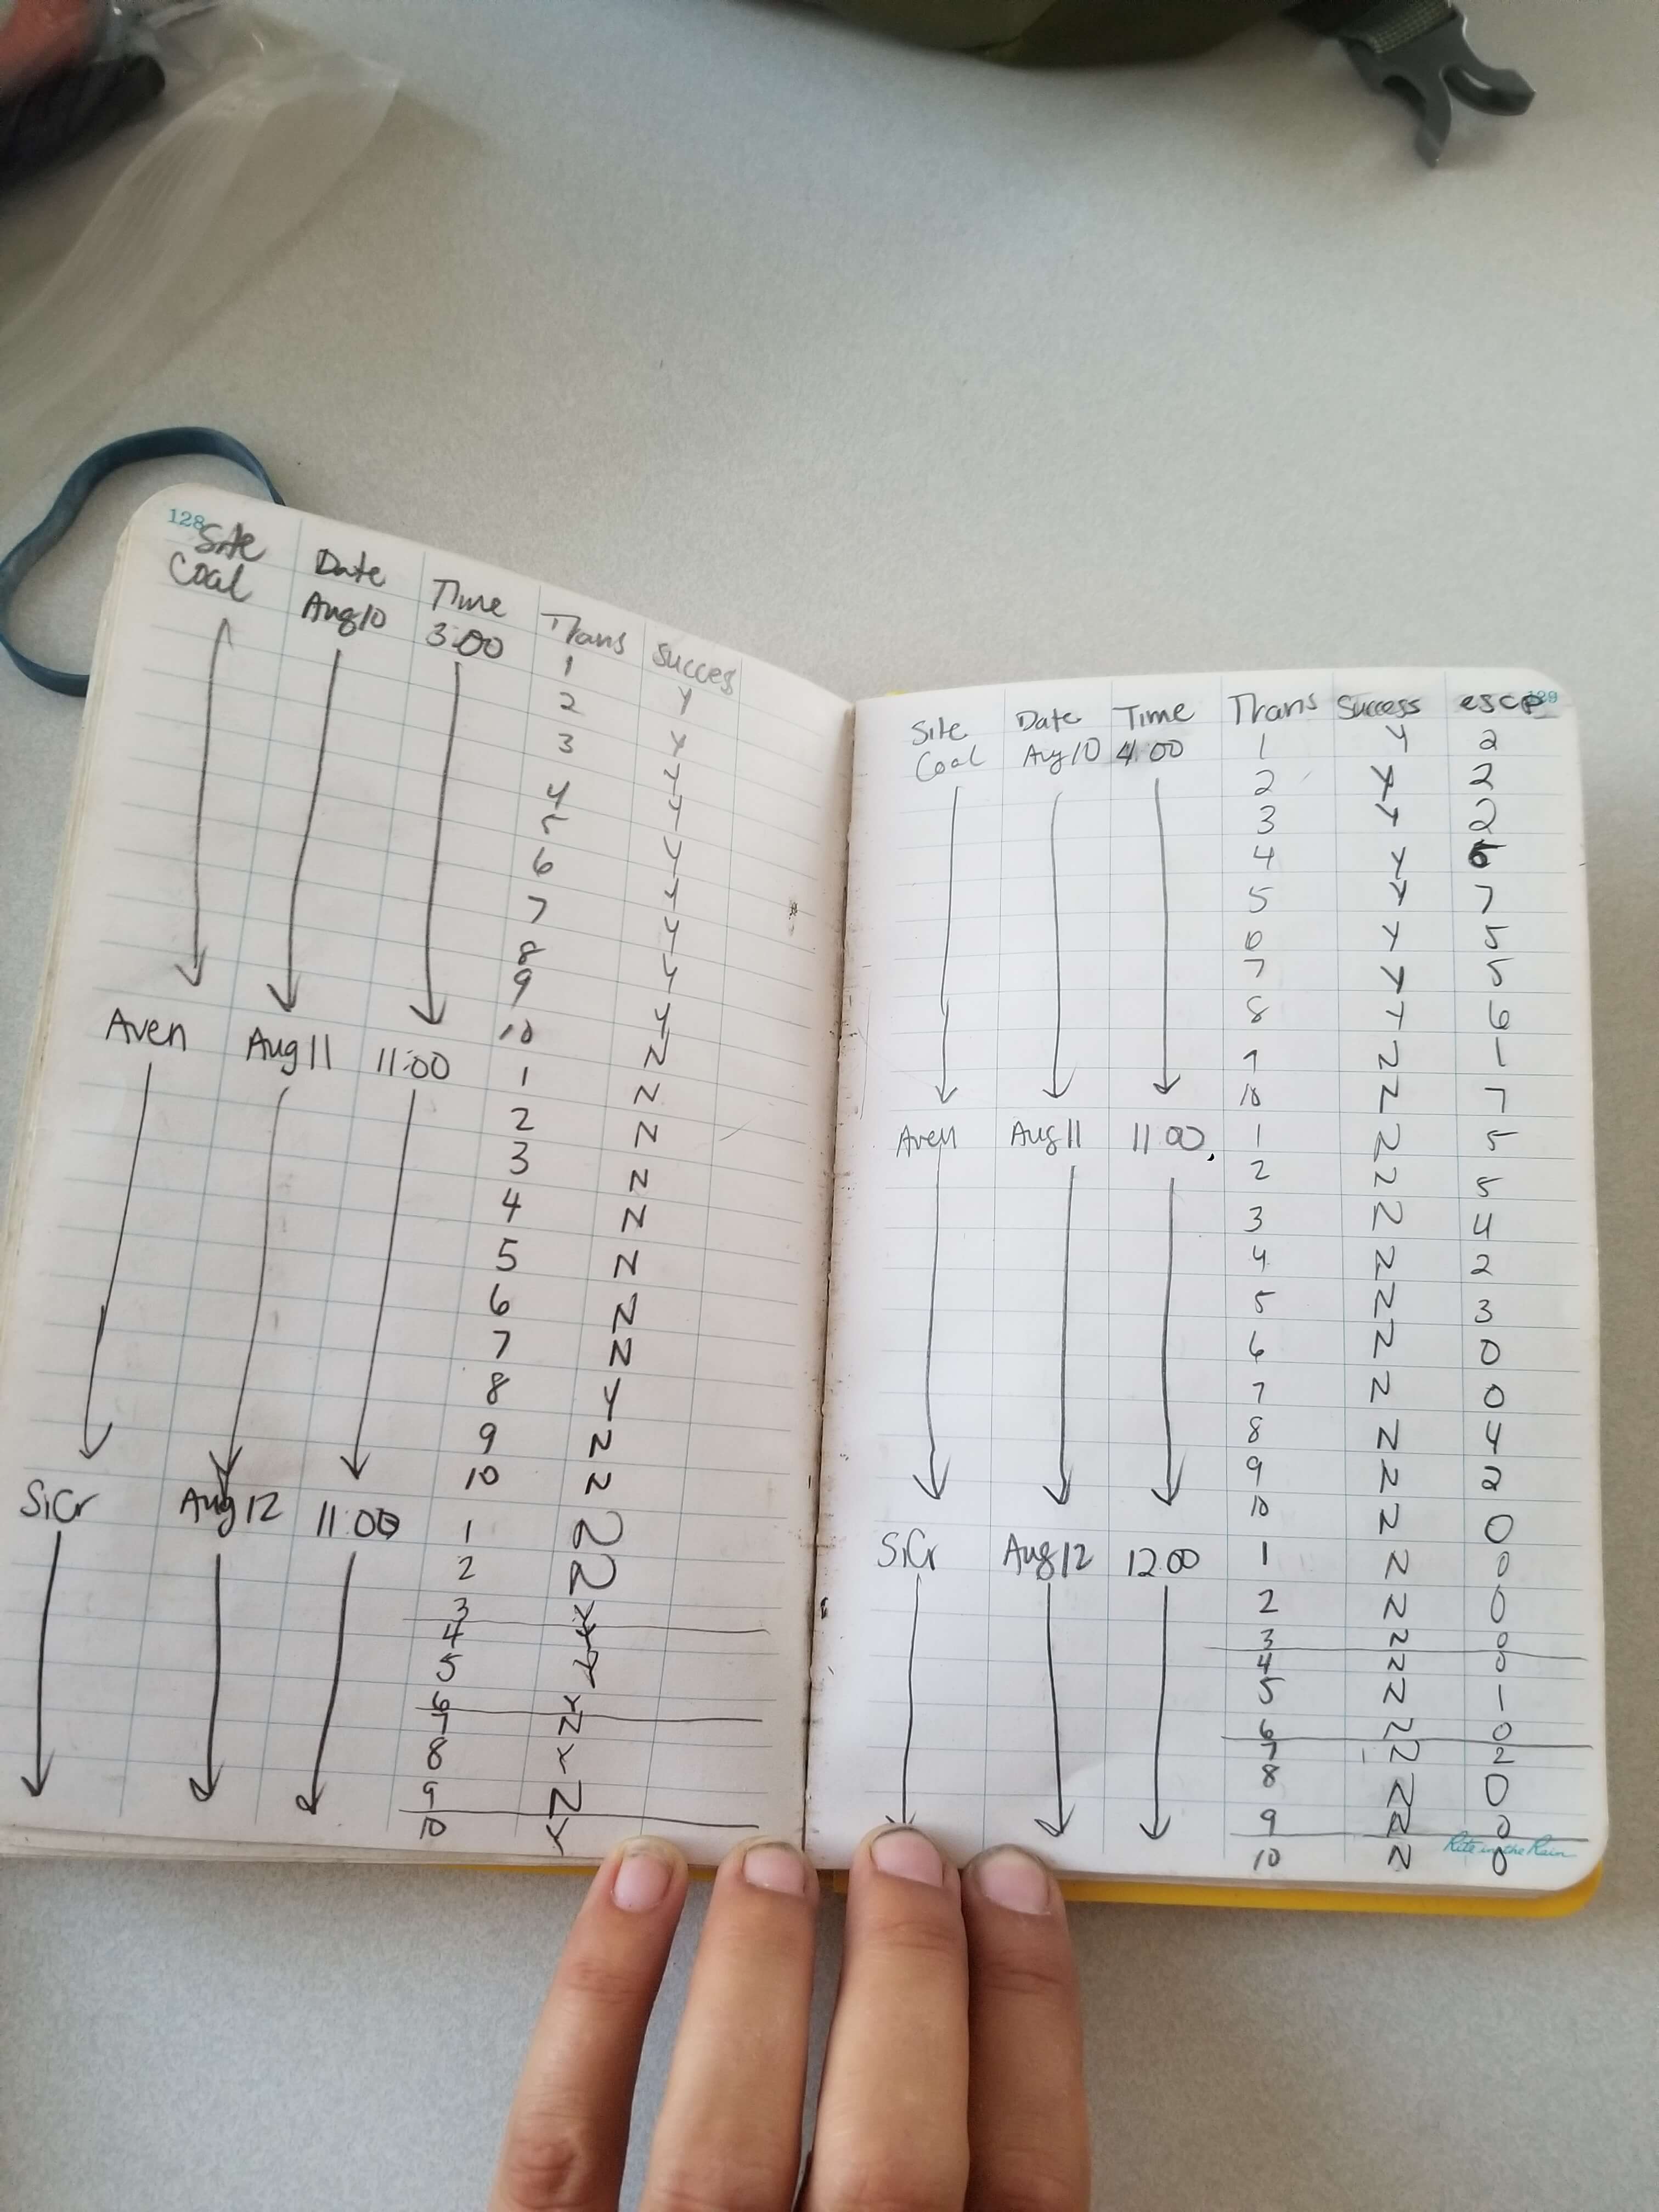 128
Site Date Time Trans Succes
Coal Aug 10 3:00 1 Y
2 Y
3 Y
4 Y
5 Y
6 Y
7 Y
8 Y
9 Y
10 N
Aven Aug 11 11:00 1 N
2 N
3 N
4 N
5 N
6 N
7 N
8 Y
9 N
10 N
SiCr Aug 12 11:00 1 N
2 N
3 Y
4 Y
5 Y
6 Y
7 N
8 Y
9 N
10 Y
129
Site Date Time Trans Success escp
Coal Aug 10 4:00 1 Y 2
2 Y 2
3 Y 2
4 Y
5 Y 7
6 Y 5
7 Y 5
8 Y 6
9 N 1
10 N 7
Aven Aug 11 11:00 1 N 5
2 N 5
3 N 4
4 N 2
5 N 3
6 N 0
7 N 0
8 N 4
9 N 2
10 N 0
SiCr Aug 12 12:00 1 N 0
2 N 0
3 N 0
4 N 0
5 N 1
6 N 0
7 N 2
8 N 0
9 N 0
10 N 0
Rite in the Rain